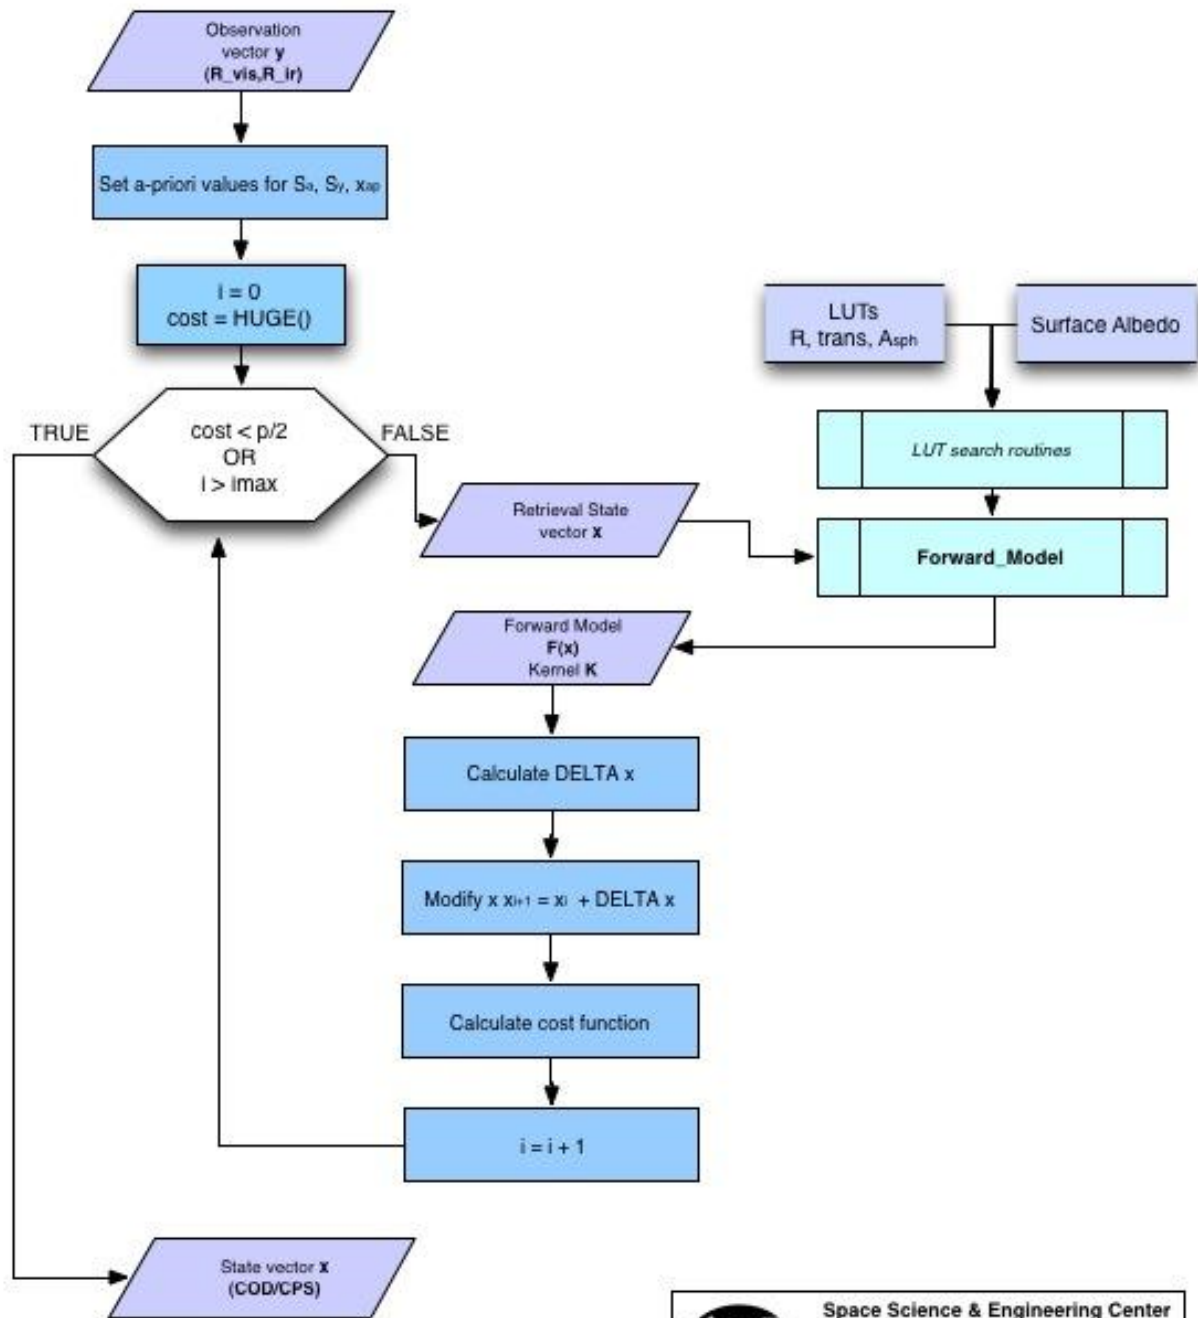 Observation
vector y
(R_vis,R_ir)
Set a-priori values for Sa, Sy, xap
i = 0
cost = HUGE()
LUTs
R, trans, Asph
Surface Albedo
TRUE
cost < p/2
OR
i > imax
FALSE
LUT search routines
Retrieval State
vector x
Forward_Model
Forward Model
F(x)
Kernel K
Calculate DELTA x
Modify x xi+1 = xi + DELTA x
Calculate cost function
i = i + 1
State vector x
(COD/CPS)
Space Science & Engineering Center